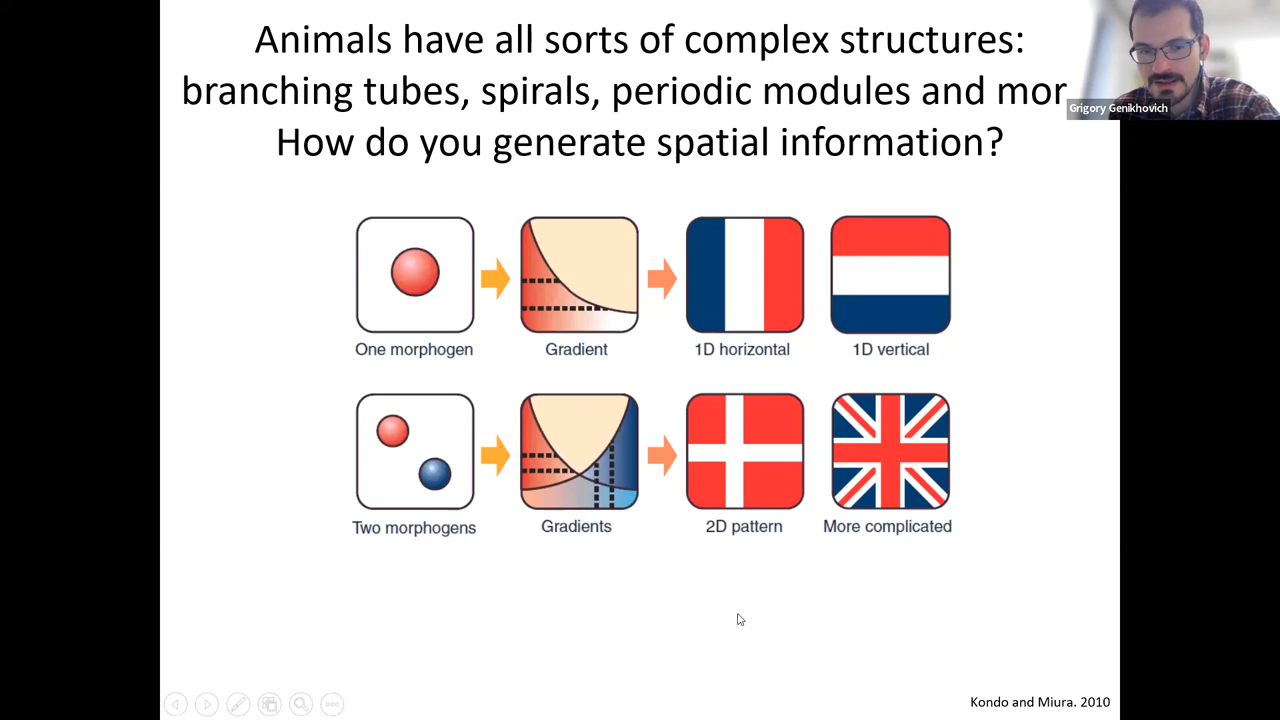 Animals have all sorts of complex structures:
branching tubes, spirals, periodic modules and mor
How do you generate spatial information?
Grigory Genikhovich
One morphogen
Gradient
1D horizontal
1D vertical
Two morphogens
Gradients
2D pattern
More complicated
Kondo and Miura. 2010